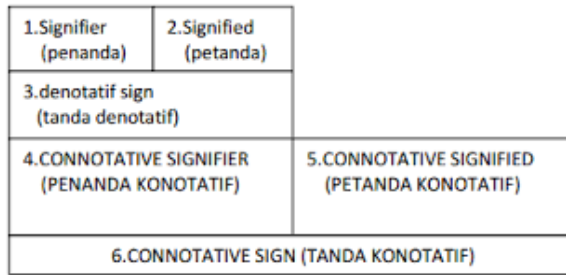 1.Signifier
(penanda)
2.Signified
(petanda)
3.denotatif sign
(tanda denotatif)
4.CONNOTATIVE SIGNIFIER
(PENANDA KONOTATIF)
5.CONNOTATIVE SIGNIFIED
(PETANDA KONOTATIF)
6.CONNOTATIVE SIGN (TANDA KONOTATIF)